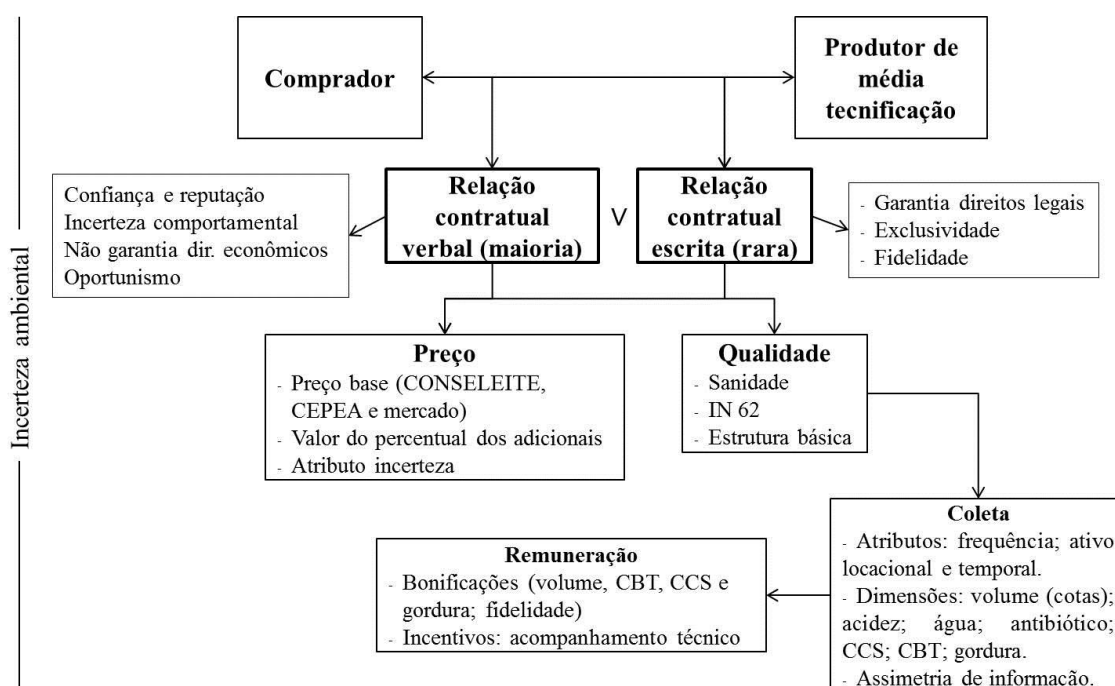 Comprador
Produtor de
média
tecnificação
Confiança e reputação
Incerteza comportamental
Não garantia dir. econômicos
Oportunismo
Relação
contratual
verbal (maioria)
V
Relação
contratual
escrita (rara)
- Garantia direitos legais
- Exclusividade
- Fidelidade
Incerteza ambiental
Preço
- Preço base (CONSELEITE,
CEPEA e mercado)
- Valor do percentual dos adicionais
- Atributo incerteza
Qualidade
- Sanidade
- IN 62
- Estrutura básica
Coleta
- Atributos: frequência; ativo
locacional e temporal.
- Dimensões: volume (cotas);
acidez; água; antibiótico;
CCS; CBT; gordura.
- Assimetria de informação.
Remuneração
- Bonificações (volume, CBT, CCS e
gordura; fidelidade)
- Incentivos: acompanhamento técnico